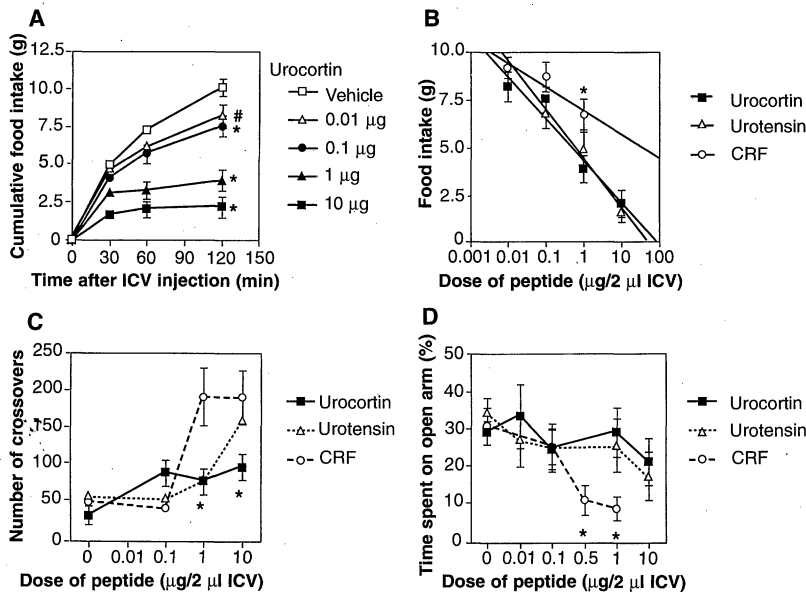 A
Cumulative food intake (g)
12.5
10.0
7.5
5.0
2.5
0
0 30 60 90 120 150
Time after ICV injection (min)
#
*
*
*
Urocortin
Vehicle
0.01 μg
0.1 μg
1 μg
10 μg
B
Food intake (g)
10.0
7.5
5.0
2.5
0
0.001 0.01 0.1 1 10 100
Dose of peptide (μg/2 μl ICV)
*
Urocortin
Urotensin
CRF
C
Number of crossovers
250
200
150
100
50
0
0 0.01 0.1 1 10
Dose of peptide (μg/2 μl ICV)
*
*
Urocortin
Urotensin
CRF
D
Time spent on open arm (%)
50
40
30
20
10
0
0 0.01 0.1 0.5 1 10
Dose of peptide (μg/2 μl ICV)
*
*
Urocortin
Urotensin
CRF